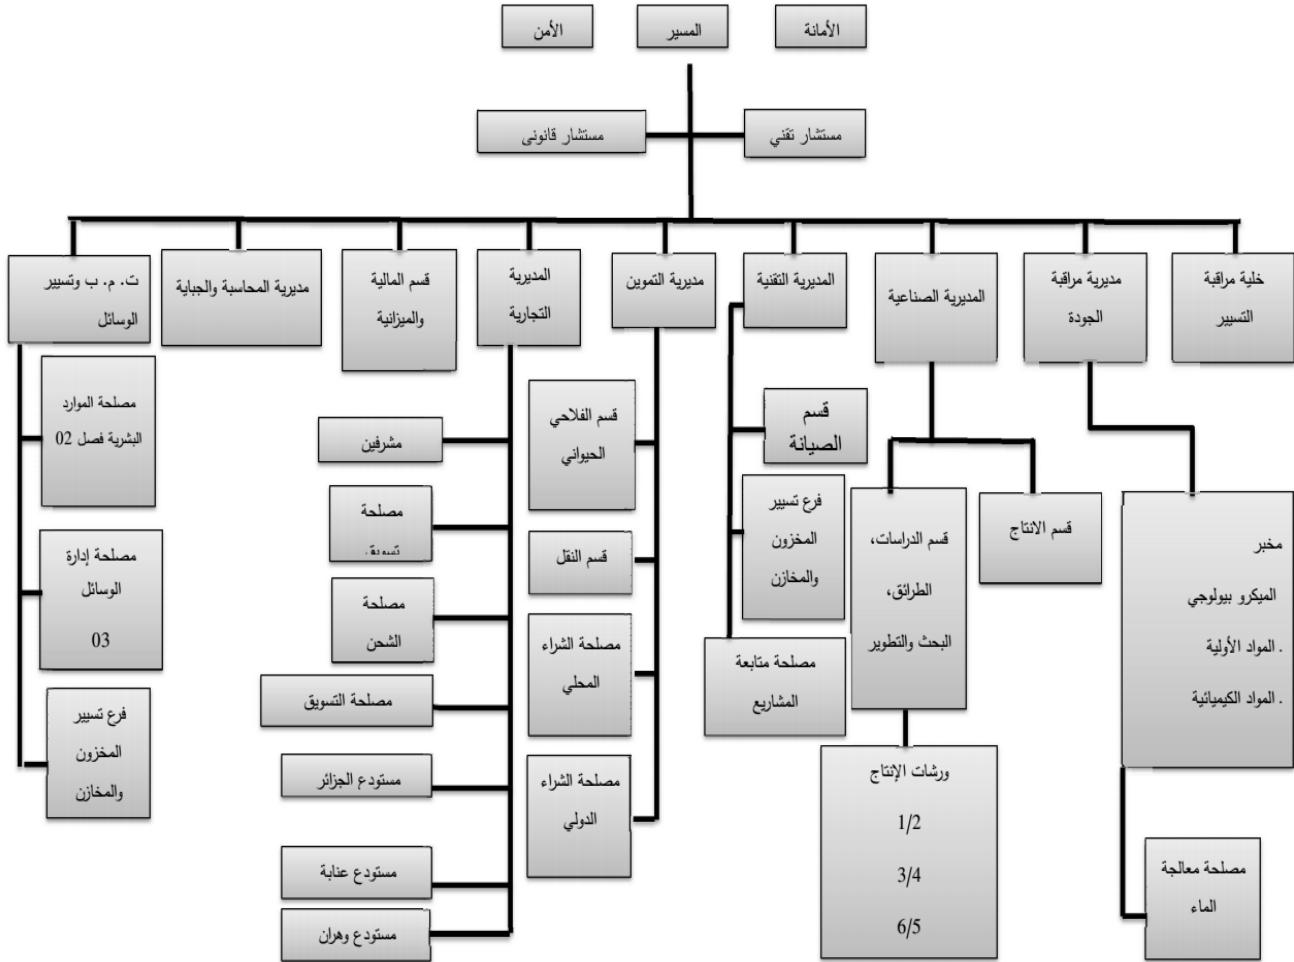 الأمانة
المسير
الأمن
مستشار تقني
مستشار قانونى
خلية مراقبة
التسيير
مديرية مراقبة
الجودة
المديرية الصناعية
المديرية التقنية
مديرية التموين
المديرية
التجارية
قسم المالية
والميزانية
مديرية المحاسبة والجباية
ت. م. ب وتسيير
الوسائل
مخبر
الميكرو بيولوجي
. المواد الأولية
. المواد الكيميائية
مصلحة معالجة
الماء
قسم الانتاج
قسم الدراسات،
الطرائق،
البحث والتطوير
ورشات الإنتاج
1/2
3/4
6/5
قسم
الصيانة
فرع تسيير
المخزون
والمخازن
مصلحة متابعة
المشاريع
قسم الفلاحي
الحيواني
قسم النقل
مصلحة الشراء
المحلي
مصلحة الشراء
الدولي
مشرفين
مصلحة
تسويق
مصلحة
الشحن
مصلحة التسويق
مستودع الجزائر
مستودع عنابة
مستودع وهران
مصلحة الموارد
البشرية فصل 02
مصلحة إدارة
الوسائل
03
فرع تسيير
المخزون
والمخازن